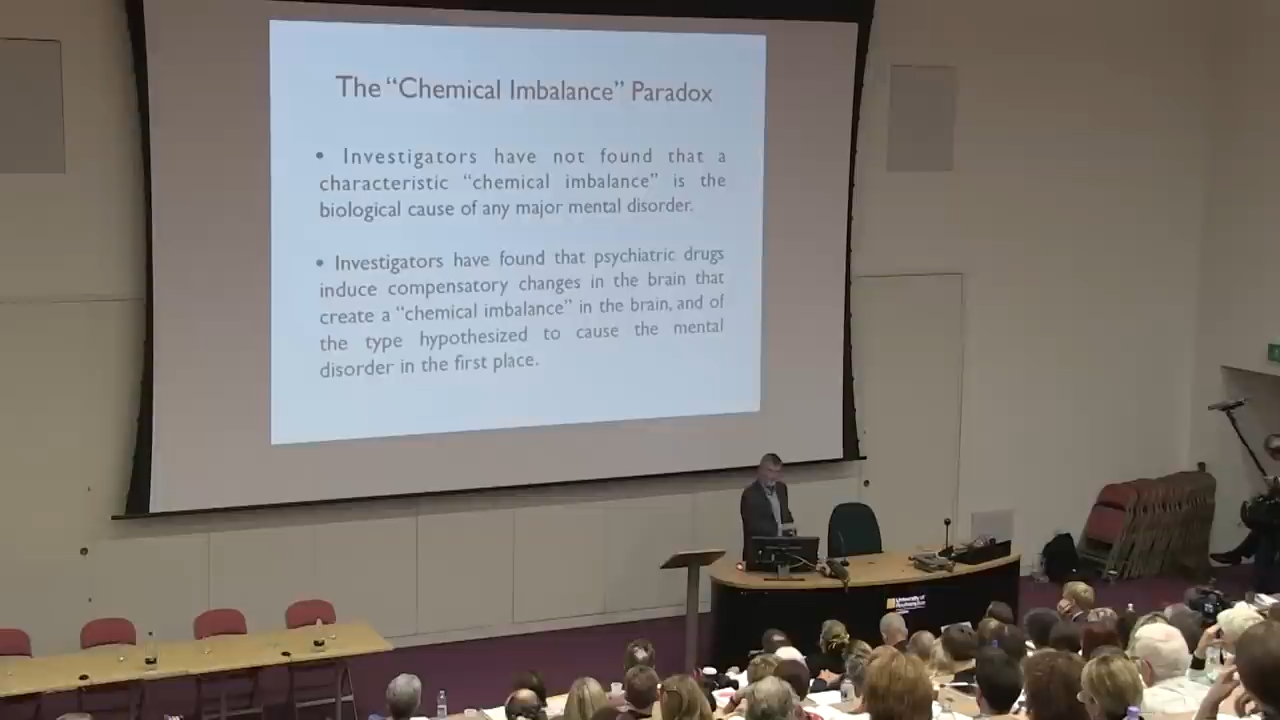 The “Chemical Imbalance” Paradox
• Investigators have not found that a
characteristic “chemical imbalance” is the
biological cause of any major mental disorder.
• Investigators have found that psychiatric drugs
induce compensatory changes in the brain that
create a “chemical imbalance” in the brain, and of
the type hypothesized to cause the mental
disorder in the first place.
University of